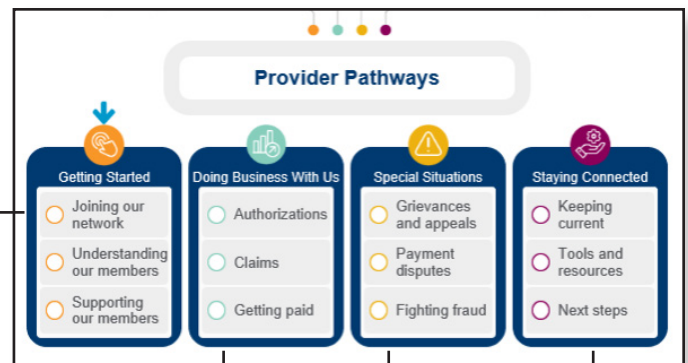 Provider Pathways
Getting Started
Joining our
network
Understanding
our members
Supporting
our members
Doing Business With Us
Authorizations
Claims
Getting paid
Special Situations
Grievances
and appeals
Payment
disputes
Fighting fraud
Staying Connected
Keeping
current
Tools and
resources
Next steps